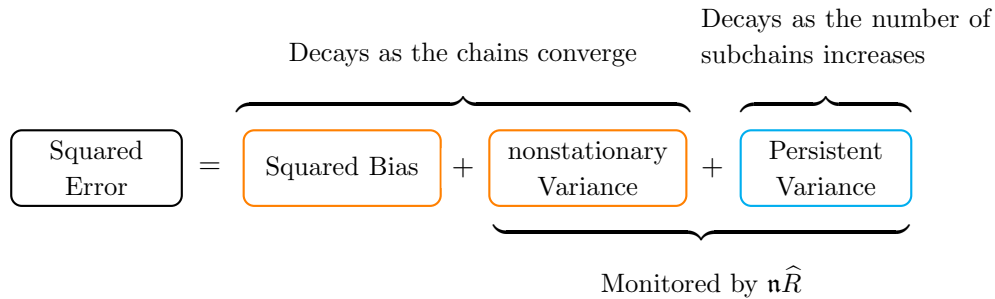 Decays as the number of
subchains increases
Decays as the chains converge
Squared
Error
=
Squared Bias
+
nonstationary
Variance
+
Persistent
Variance
Monitored by 𝔫R̂